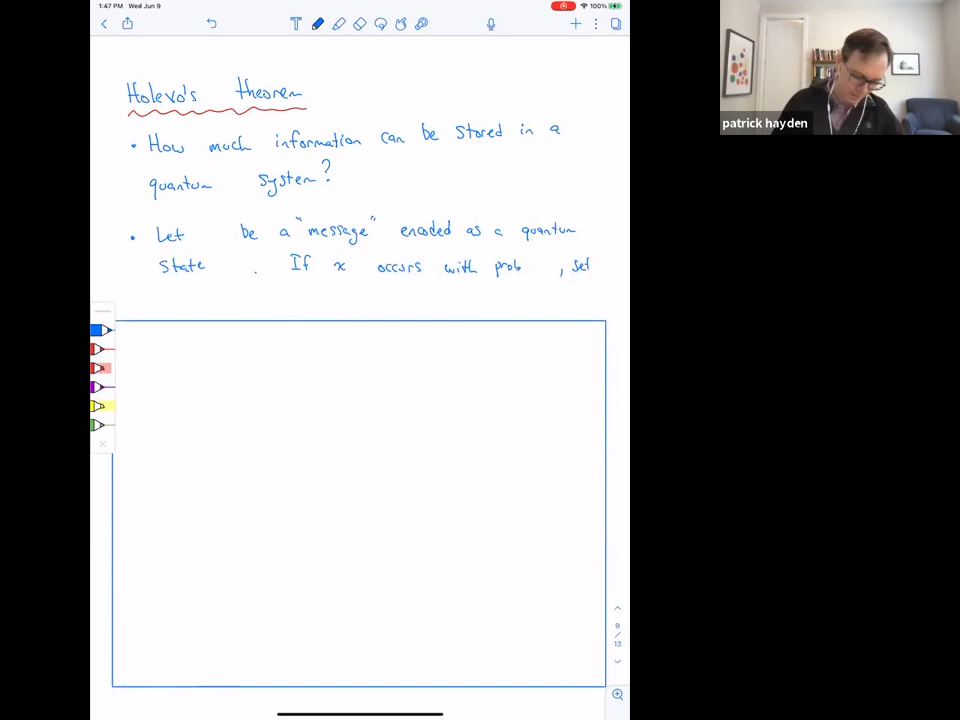 1:47 PM Wed Jun 9
100%
T
Holevo's theorem
• How much information can be stored in a
quantum system?
• Let be a "message" encoded as a quantum
state . If x occurs with prob , set
9
/
13
patrick hayden